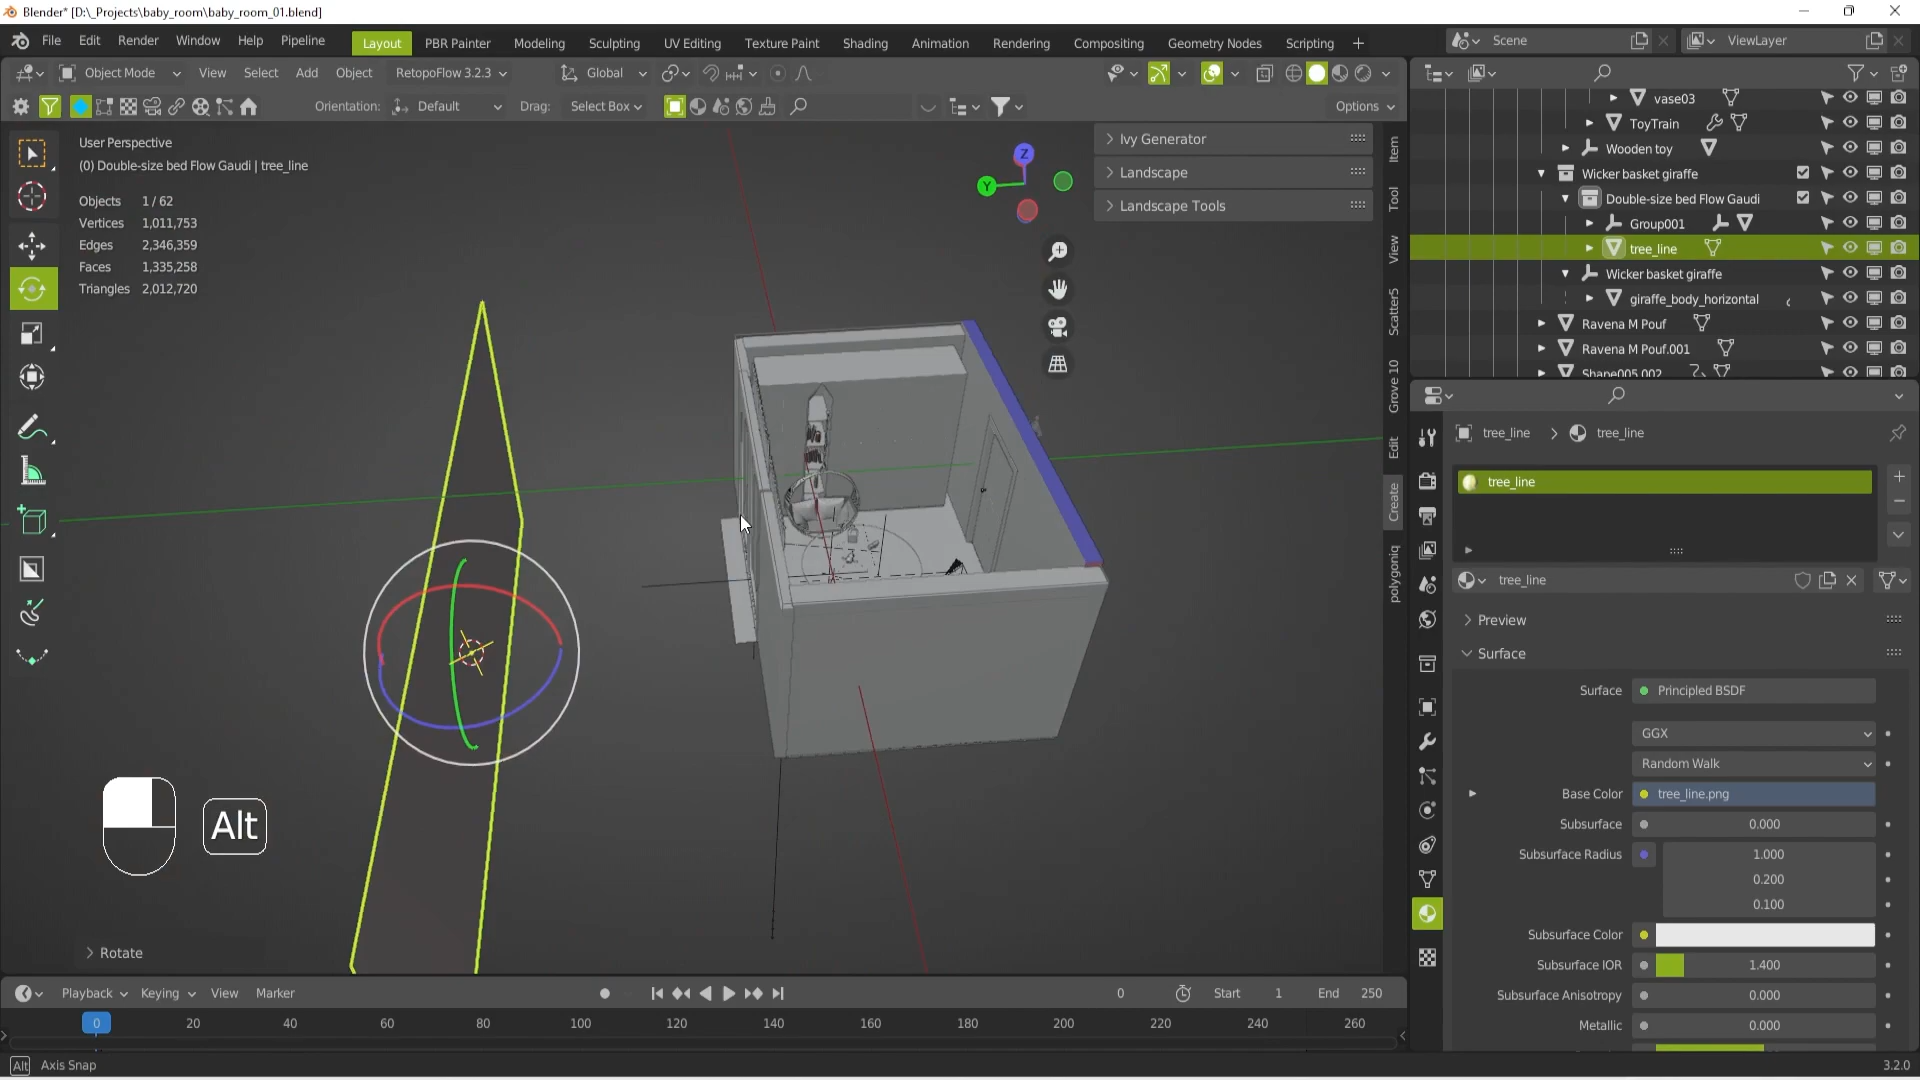 Blender* [D:\_Projects\baby_room\baby_room_01.blend]
File Edit Render Window Help Pipeline Layout PBR Painter Modeling Sculpting UV Editing Texture Paint Shading Animation Rendering Compositing Geometry Nodes Scripting + Scene ViewLayer
Object Mode View Select Add Object RetopoFlow 3.2.3 Global
Orientation: Default Drag: Select Box Options
User Perspective
(0) Double-size bed Flow Gaudi | tree_line
Objects 1 / 62
Vertices 1,011,753
Edges 2,346,359
Faces 1,335,258
Triangles 2,012,720
Z
Y
Ivy Generator
Landscape
Landscape Tools
Item
Tool
View
Scatter5
Grove 10
Edit
Create
polygoniq
Alt
Rotate
vase03
ToyTrain
Wooden toy
Wicker basket giraffe
Double-size bed Flow Gaudi
Group001
tree_line
Wicker basket giraffe
giraffe_body_horizontal
Ravena M Pouf
Ravena M Pouf.001
Shape005.002
tree_line > tree_line
tree_line
tree_line
Preview
Surface
Surface Principled BSDF
GGX
Random Walk
Base Color tree_line.png
Subsurface 0.000
Subsurface Radius 1.000
0.200
0.100
Subsurface Color
Subsurface IOR 1.400
Subsurface Anisotropy 0.000
Metallic 0.000
Playback Keying View Marker 0 Start 1 End 250
0 20 40 60 80 100 120 140 160 180 200 220 240 260
Alt Axis Snap 3.2.0